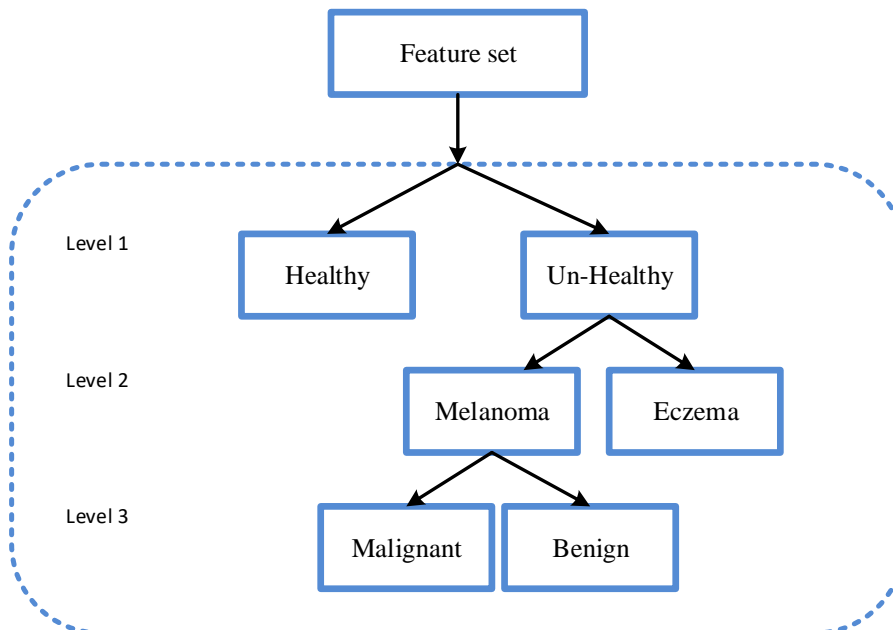 Feature set
Level 1
Healthy
Un-Healthy
Level 2
Melanoma
Eczema
Level 3
Malignant
Benign